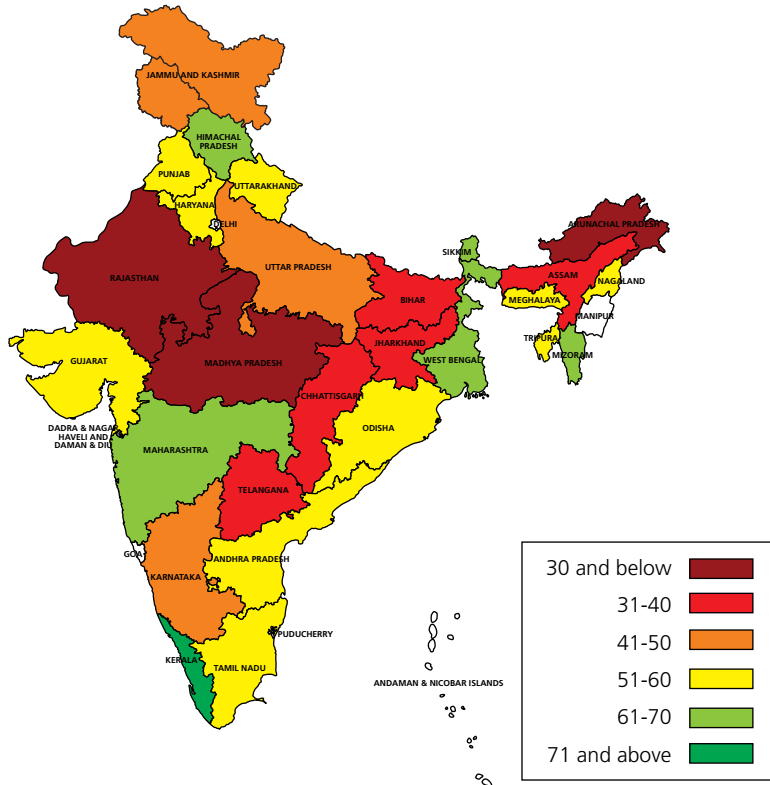 JAMMU AND KASHMIR
HIMACHAL
PRADESH
PUNJAB
UTTARAKHAND
HARYANA
DELHI
ARUNACHAL PRADESH
SIKKIM
RAJASTHAN
UTTAR PRADESH
ASSAM
NAGALAND
BIHAR
MEGHALAYA
MANIPUR
JHARKHAND
TRIPURA
MIZORAM
GUJARAT
MADHYA PRADESH
WEST BENGAL
CHHATTISGARH
DADRA & NAGAR
HAVELI AND
DAMAN & DIU
ODISHA
MAHARASHTRA
TELANGANA
GOA
ANDHRA PRADESH
KARNATAKA
PUDUCHERRY
KERALA
TAMIL NADU
ANDAMAN & NICOBAR ISLANDS
30 and below
31-40
41-50
51-60
61-70
71 and above